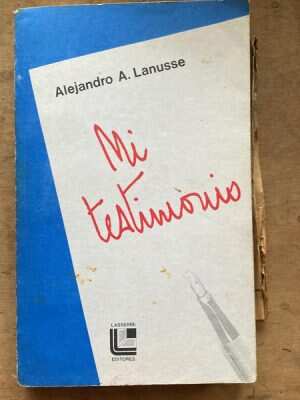 Alejandro A. Lanusse
Mi
testimonio
LASSERRE
EDITORES